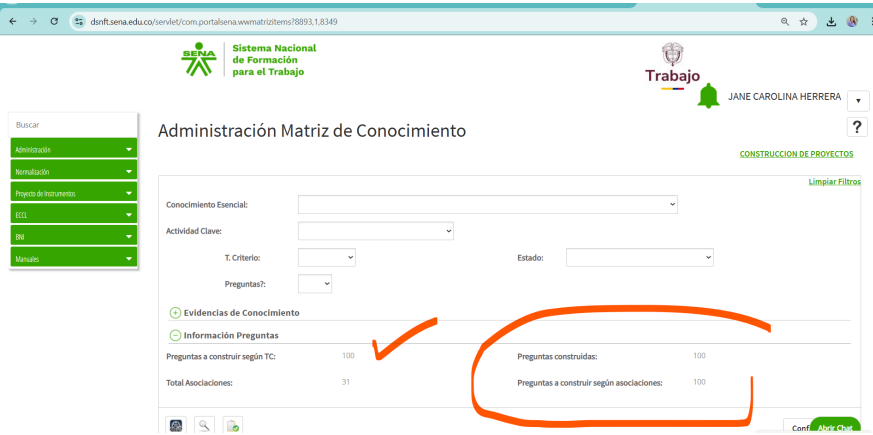 dsnft.sena.edu.co/servlet/com.portalsena.wwmatrizitems?8893,1,8349
SENA
Sistema Nacional
de Formación
para el Trabajo
Trabajo
JANE CAROLINA HERRERA
?
Buscar
Administración
Normalización
Proyecto de Instrumentos
ECCL
BNI
Manuales
Administración Matriz de Conocimiento
CONSTRUCCION DE PROYECTOS
Limpiar Filtros
Conocimiento Esencial:
Actividad Clave:
T. Criterio: Estado:
Preguntas?:
Evidencias de Conocimiento
Información Preguntas
Preguntas a construir según TC: 100 Preguntas construidas: 100
Total Asociaciones: 31 Preguntas a construir según asociaciones: 100
Conf Abrir Chat